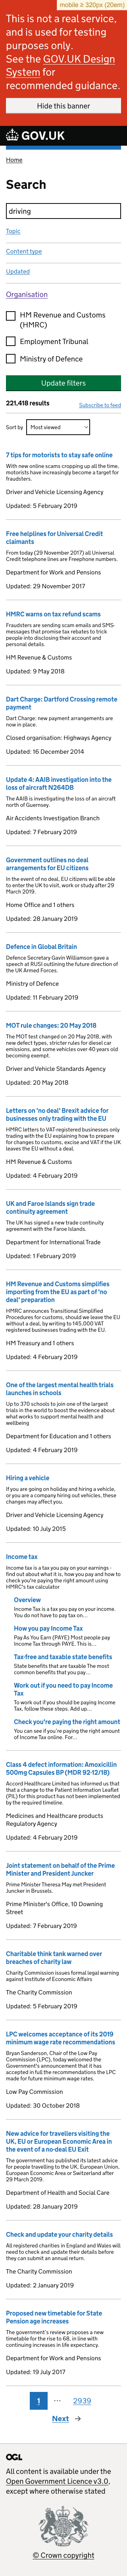 mobile ≥ 320px (20em)
This is not a real service,
and is used for testing
purposes only.
See the GOV.UK Design
System for
recommended guidance.
Hide this banner
GOV.UK
Home
Search
driving
Topic
Content type
Updated
Organisation
HM Revenue and Customs
(HMRC)
Employment Tribunal
Ministry of Defence
Update filters
221,418 results
Subscribe to feed
Sort by
Most viewed
7 tips for motorists to stay safe online
With new online scams cropping up all the time,
motorists have increasingly become a target for
fraudsters.
Driver and Vehicle Licensing Agency
Updated: 5 February 2019
Free helplines for Universal Credit
claimants
From today (29 November 2017) all Universal
Credit telephone lines are Freephone numbers.
Department for Work and Pensions
Updated: 29 November 2017
HMRC warns on tax refund scams
Fraudsters are sending scam emails and SMS-
messages that promise tax rebates to trick
people into disclosing their account and
personal details.
HM Revenue & Customs
Updated: 9 May 2018
Dart Charge: Dartford Crossing remote
payment
Dart Charge: new payment arrangements are
now in place.
Closed organisation: Highways Agency
Updated: 16 December 2014
Update 4: AAIB investigation into the
loss of aircraft N264DB
The AAIB is investigating the loss of an aircraft
north of Guernsey.
Air Accidents Investigation Branch
Updated: 7 February 2019
Government outlines no deal
arrangements for EU citizens
In the event of no deal, EU citizens will be able
to enter the UK to visit, work or study after 29
March 2019.
Home Office and 1 others
Updated: 28 January 2019
Defence in Global Britain
Defence Secretary Gavin Williamson gave a
speech at RUSI outlining the future direction of
the UK Armed Forces.
Ministry of Defence
Updated: 11 February 2019
MOT rule changes: 20 May 2018
The MOT test changed on 20 May 2018, with
new defect types, stricter rules for diesel car
emissions, and some vehicles over 40 years old
becoming exempt.
Driver and Vehicle Standards Agency
Updated: 20 May 2018
Letters on 'no deal' Brexit advice for
businesses only trading with the EU
HMRC letters to VAT-registered businesses only
trading with the EU explaining how to prepare
for changes to customs, excise and VAT if the UK
leaves the EU without a deal.
HM Revenue & Customs
Updated: 4 February 2019
UK and Faroe Islands sign trade
continuity agreement
The UK has signed a new trade continuity
agreement with the Faroe Islands.
Department for International Trade
Updated: 1 February 2019
HM Revenue and Customs simplifies
importing from the EU as part of 'no
deal' preparation
HMRC announces Transitional Simplified
Procedures for customs, should we leave the EU
without a deal, by writing to 145,000 VAT
registered businesses trading with the EU.
HM Treasury and 1 others
Updated: 4 February 2019
One of the largest mental health trials
launches in schools
Up to 370 schools to join one of the largest
trials in the world to boost the evidence about
what works to support mental health and
wellbeing
Department for Education and 1 others
Updated: 4 February 2019
Hiring a vehicle
If you are going on holiday and hiring a vehicle,
or if you are a company hiring out vehicles, these
changes may affect you.
Driver and Vehicle Licensing Agency
Updated: 10 July 2015
Income tax
Income tax is a tax you pay on your earnings -
check about what it is, how you pay and how to
check that you're paying the right amount using
HMRC's tax calculator
Overview
Income Tax is a tax you pay on your income.
You do not have to pay tax on…
How you pay Income Tax
Pay As You Earn (PAYE) Most people pay
Income Tax through PAYE. This is…
Tax-free and taxable state benefits
State benefits that are taxable The most
common benefits that you pay…
Work out if you need to pay Income
Tax
To work out if you should be paying Income
Tax, follow these steps. Add up…
Check you're paying the right amount
You can see if you're paying the right amount
of Income Tax online. For…
Class 4 defect information: Amoxicillin
500mg Capsules BP (MDR 92-12/18)
Accord Healthcare Limited has informed us that
that a change to the Patient Information Leaflet
(PIL) for this product has not been implemented
by the required timeline.
Medicines and Healthcare products
Regulatory Agency
Updated: 4 February 2019
Joint statement on behalf of the Prime
Minister and President Juncker
Prime Minister Theresa May met President
Juncker in Brussels.
Prime Minister's Office, 10 Downing
Street
Updated: 7 February 2019
Charitable think tank warned over
breaches of charity law
Charity Commission issues formal legal warning
against Institute of Economic Affairs
The Charity Commission
Updated: 5 February 2019
LPC welcomes acceptance of its 2019
minimum wage rate recommendations
Bryan Sanderson, Chair of the Low Pay
Commission (LPC), today welcomed the
Government's announcement that it has
accepted in full the recommendations the LPC
made for future minimum wage rates.
Low Pay Commission
Updated: 30 October 2018
New advice for travellers visiting the
UK, EU or European Economic Area in
the event of a no-deal EU Exit
The government has published its latest advice
for people travelling to the European Union,
European Economic Area or Switzerland after
29 March 2019.
Department of Health and Social Care
Updated: 28 January 2019
Check and update your charity details
All registered charities in England and Wales will
need to check and update their details before
they can submit an annual return.
The Charity Commission
Updated: 2 January 2019
Proposed new timetable for State
Pension age increases
The government's review proposes a new
timetable for the rise to 68, in line with
continuing increases in life expectancy.
Department for Work and Pensions
Updated: 19 July 2017
1 ⋯ 2939
Next →
OGL
All content is available under the
Open Government Licence v3.0,
except where otherwise stated
© Crown copyright